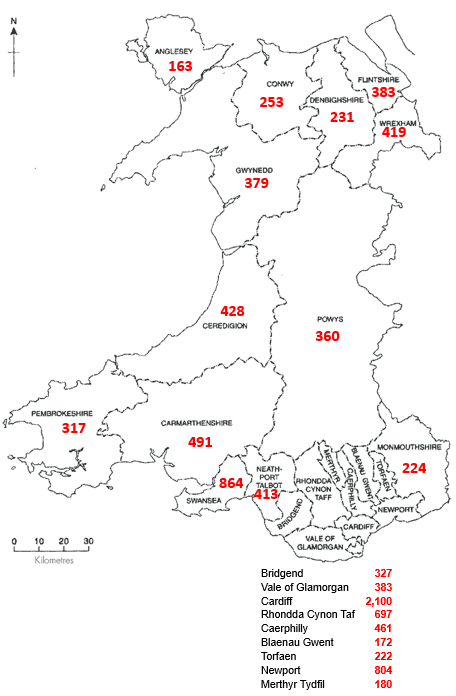 N
ANGLESEY
163
CONWY
253
FLINTSHIRE
383
DENBIGHSHIRE
231
WREXHAM
419
GWYNEDD
379
428
CEREDIGION
POWYS
360
PEMBROKESHIRE
317
CARMARTHENSHIRE
491
MONMOUTHSHIRE
224
864
SWANSEA
NEATH-
PORT
TALBOT
413
BRIDGEND
RHONDDA
CYNON
TAFF
MERTHYR
CAERPHILLY
BLAENAU GWENT
TORFAEN
NEWPORT
CARDIFF
VALE OF
GLAMORGAN
0 10 20 30
Kilometres
Bridgend 327
Vale of Glamorgan 383
Cardiff 2,100
Rhondda Cynon Taf 697
Caerphilly 461
Blaenau Gwent 172
Torfaen 222
Newport 804
Merthyr Tydfil 180